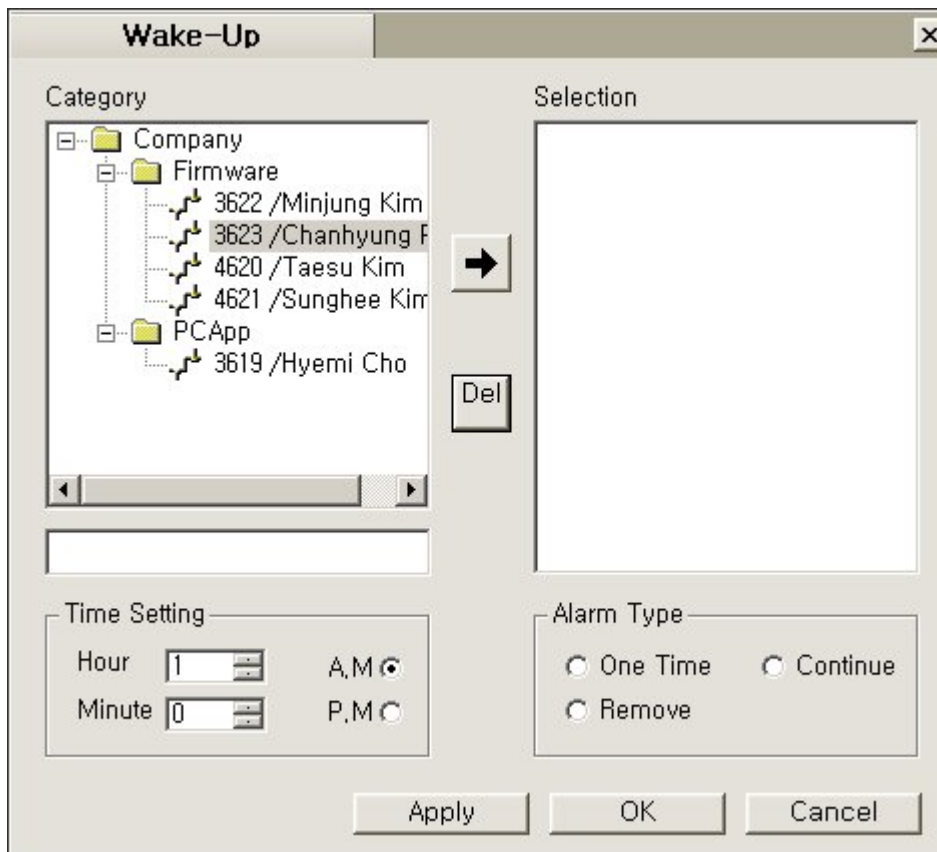 Wake-Up
Category
Company
Firmware
3622 /Minjung Kim
3623 /Chanhyung
4620 /Taesu Kim
4621 /Sunghee Kim
PCApp
3619 /Hyemi Cho
Selection
Del
Time Setting
Hour 1 A,M
Minute 0 P,M
Alarm Type
One Time Continue
Remove
Apply OK Cancel